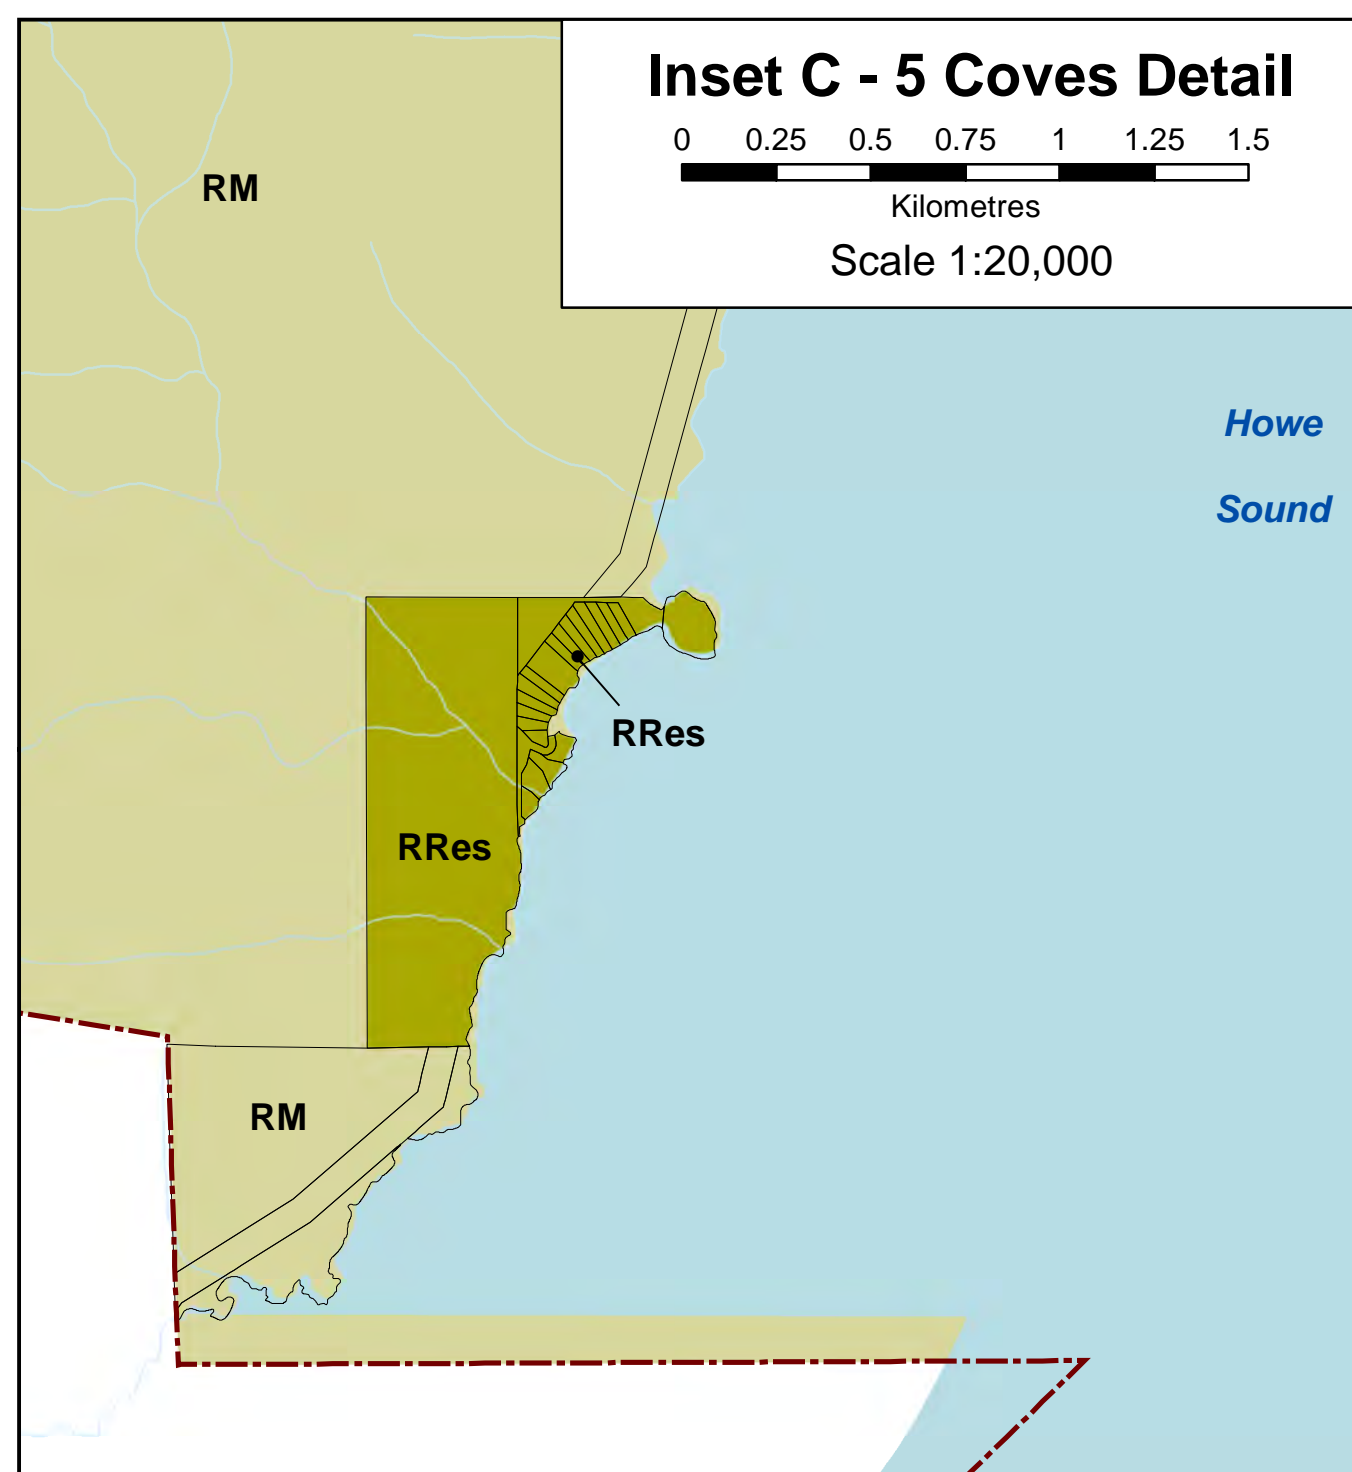 Inset C - 5 Coves Detail
0 0.25 0.5 0.75 1 1.25 1.5
Kilometres
Scale 1:20,000
RM
Howe
Sound
RRes
RRes
RM